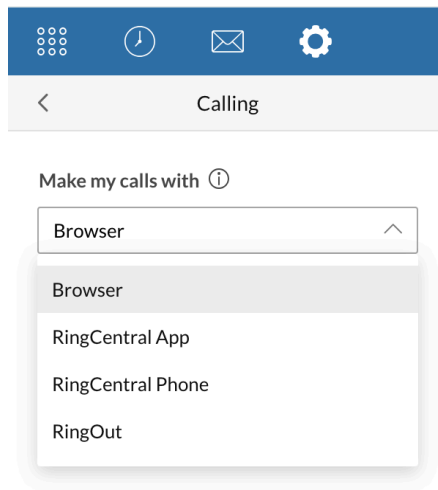 Calling
Make my calls with
Browser
Browser
RingCentral App
RingCentral Phone
RingOut